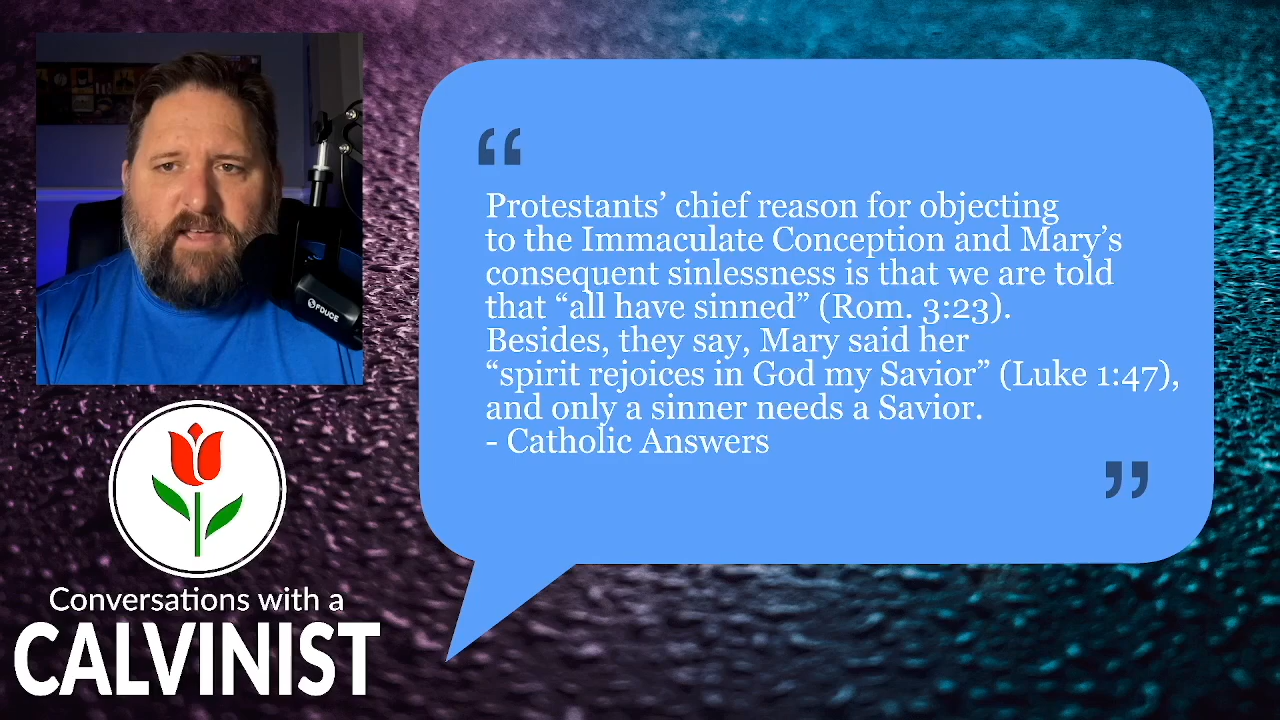 “
Protestants’ chief reason for objecting
to the Immaculate Conception and Mary’s
consequent sinlessness is that we are told
that “all have sinned” (Rom. 3:23).
Besides, they say, Mary said her
“spirit rejoices in God my Savior” (Luke 1:47),
and only a sinner needs a Savior.
- Catholic Answers
”
FDUCE
Conversations with a
CALVINIST